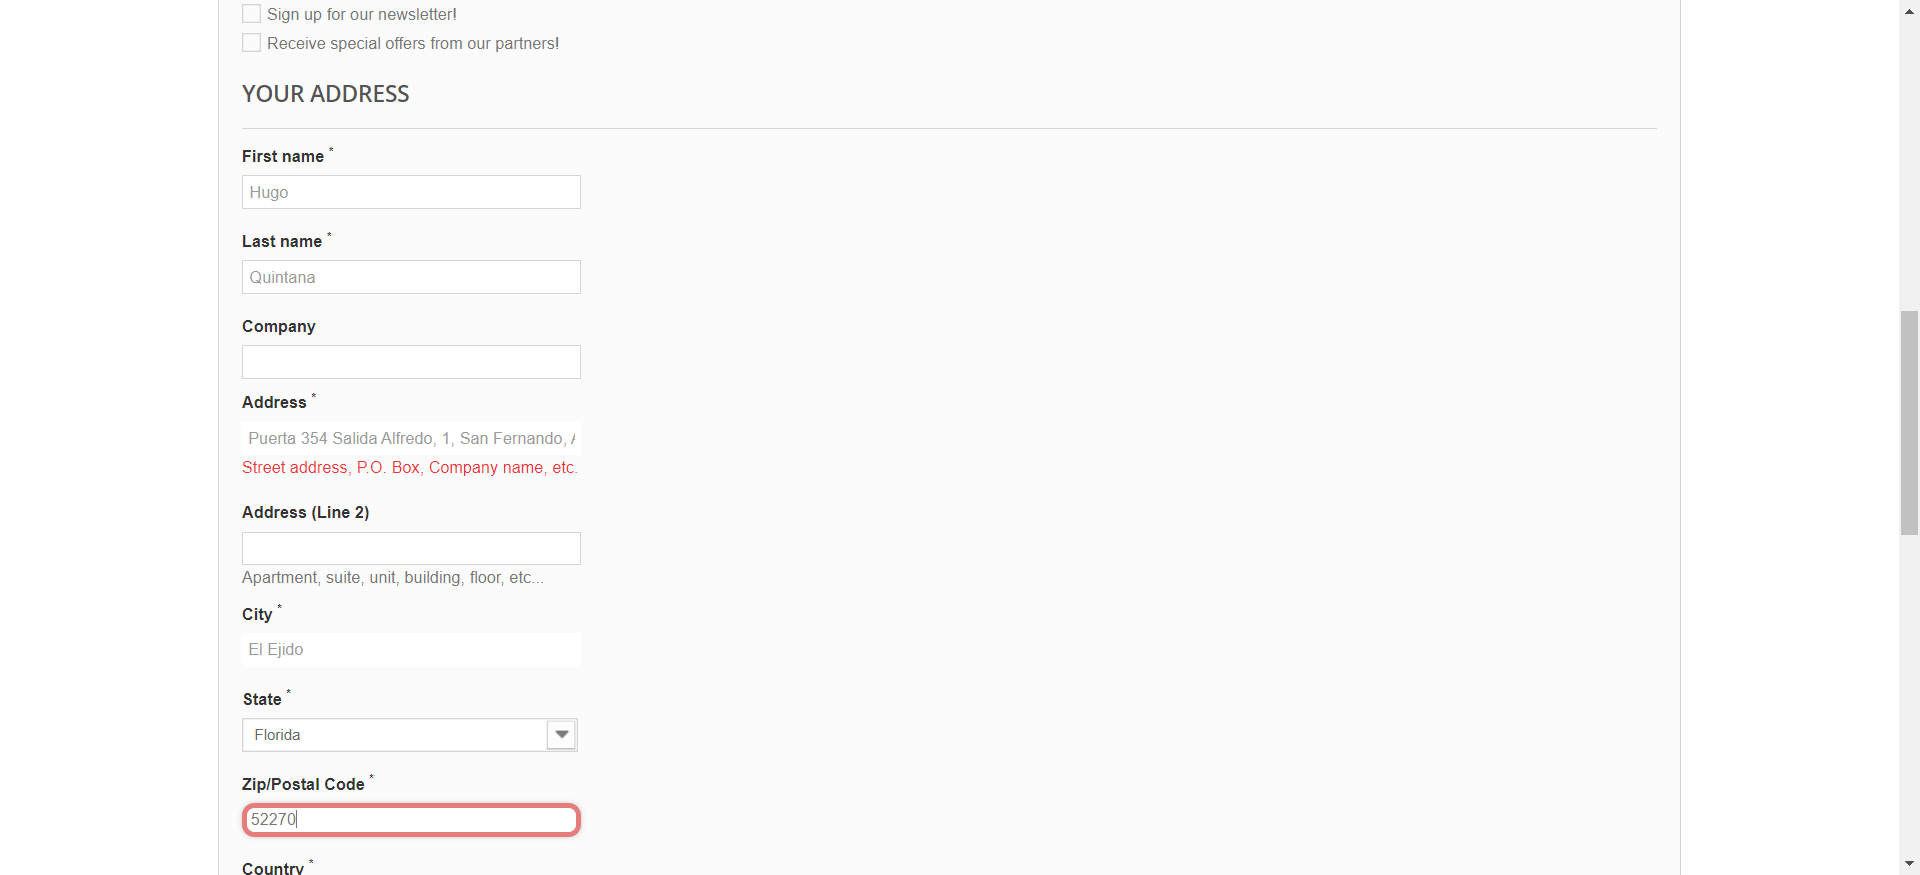 Sign up for our newsletter!
Receive special offers from our partners!
YOUR ADDRESS
First name *
Hugo
Last name *
Quintana
Company
Address *
Puerta 354 Salida Alfredo, 1, San Fernando,
Street address, P.O. Box, Company name, etc.
Address (Line 2)
Apartment, suite, unit, building, floor, etc...
City *
El Ejido
State *
Florida
Zip/Postal Code *
52270
Country *